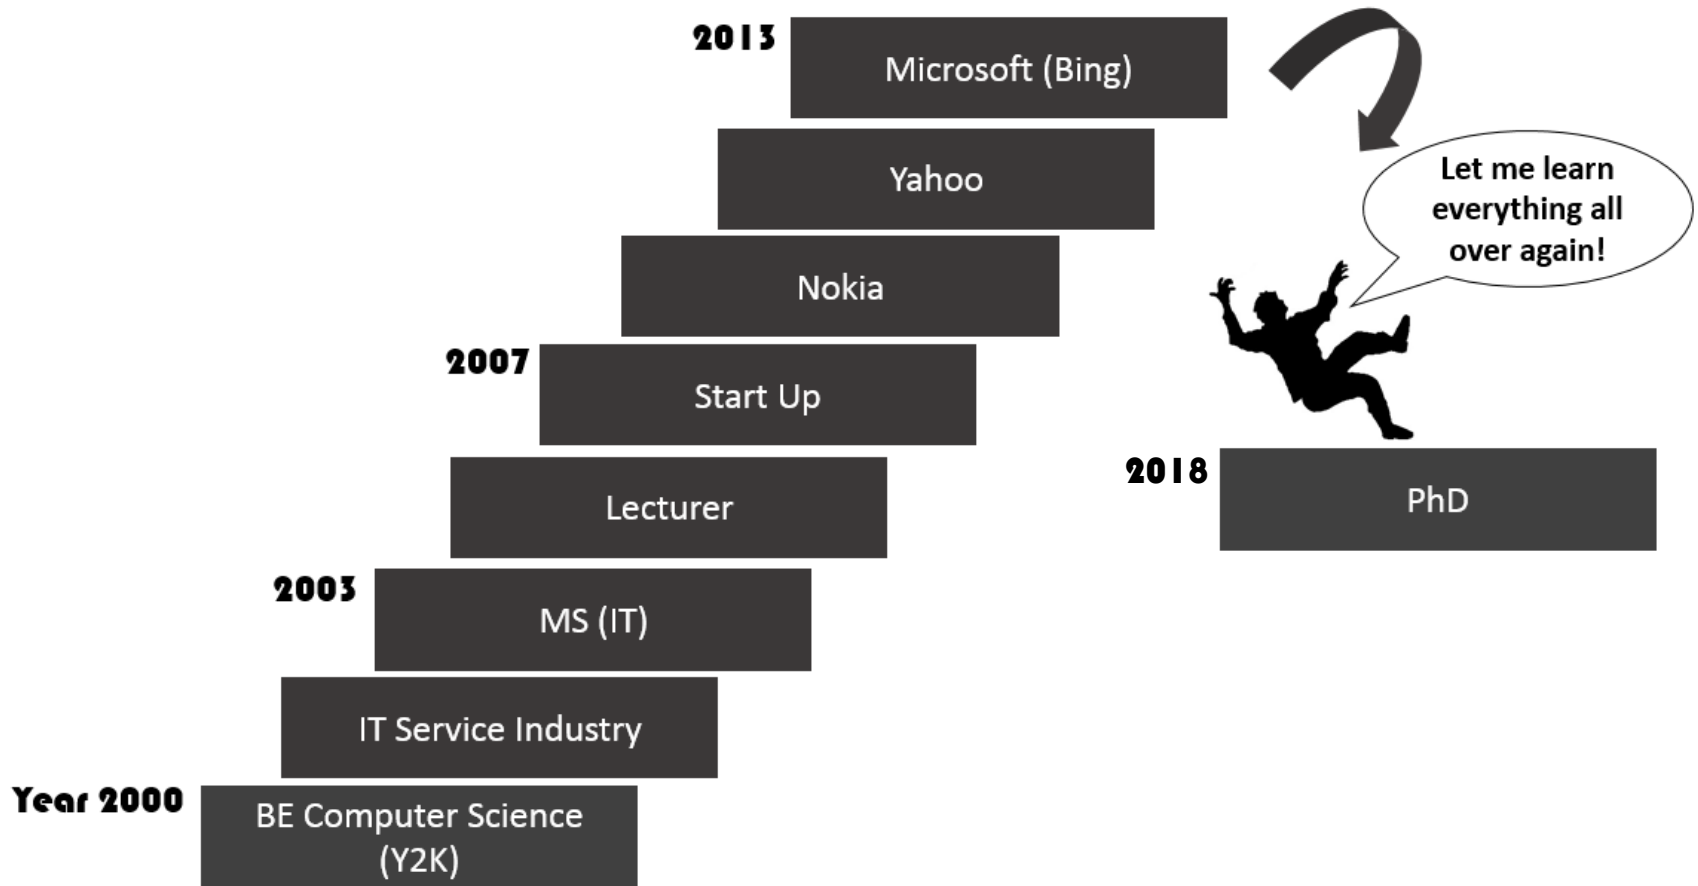 2013
Microsoft (Bing)
Yahoo
Let me learn
everything all
over again!
Nokia
2007
Start Up
2018
PhD
Lecturer
2003
MS (IT)
IT Service Industry
Year 2000
BE Computer Science
(Y2K)